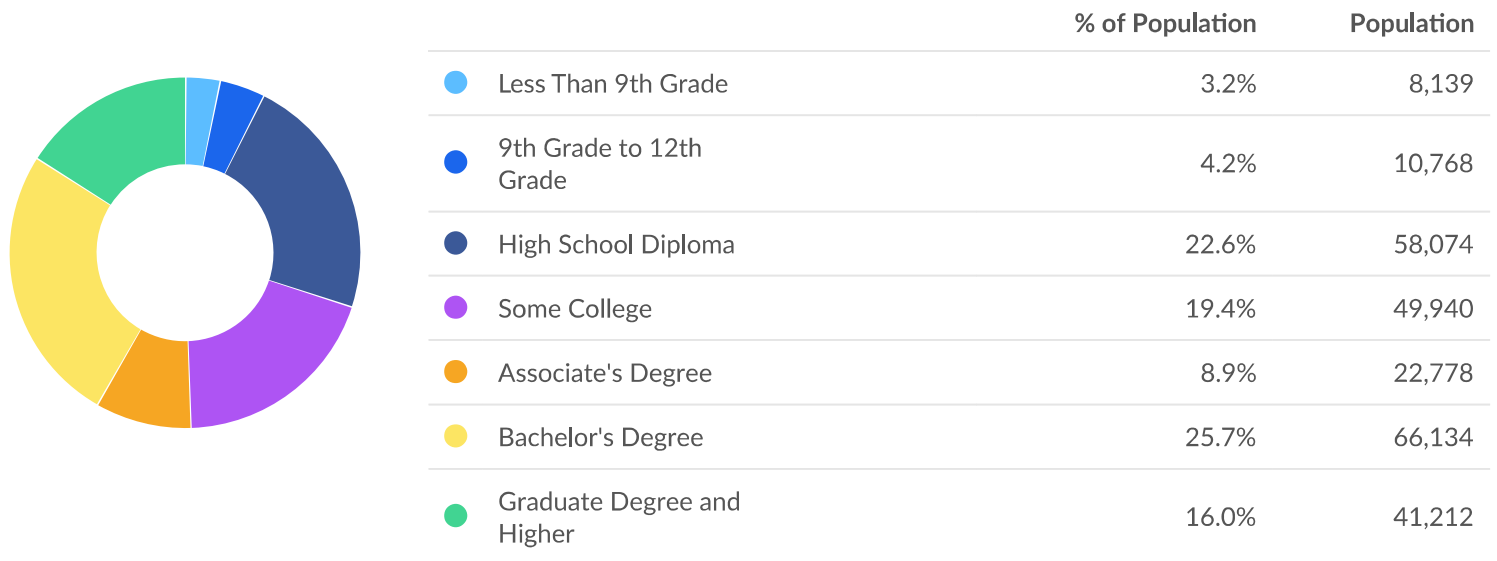 % of Population Population
Less Than 9th Grade 3.2% 8,139
9th Grade to 12th
Grade 4.2% 10,768
High School Diploma 22.6% 58,074
Some College 19.4% 49,940
Associate's Degree 8.9% 22,778
Bachelor's Degree 25.7% 66,134
Graduate Degree and
Higher 16.0% 41,212